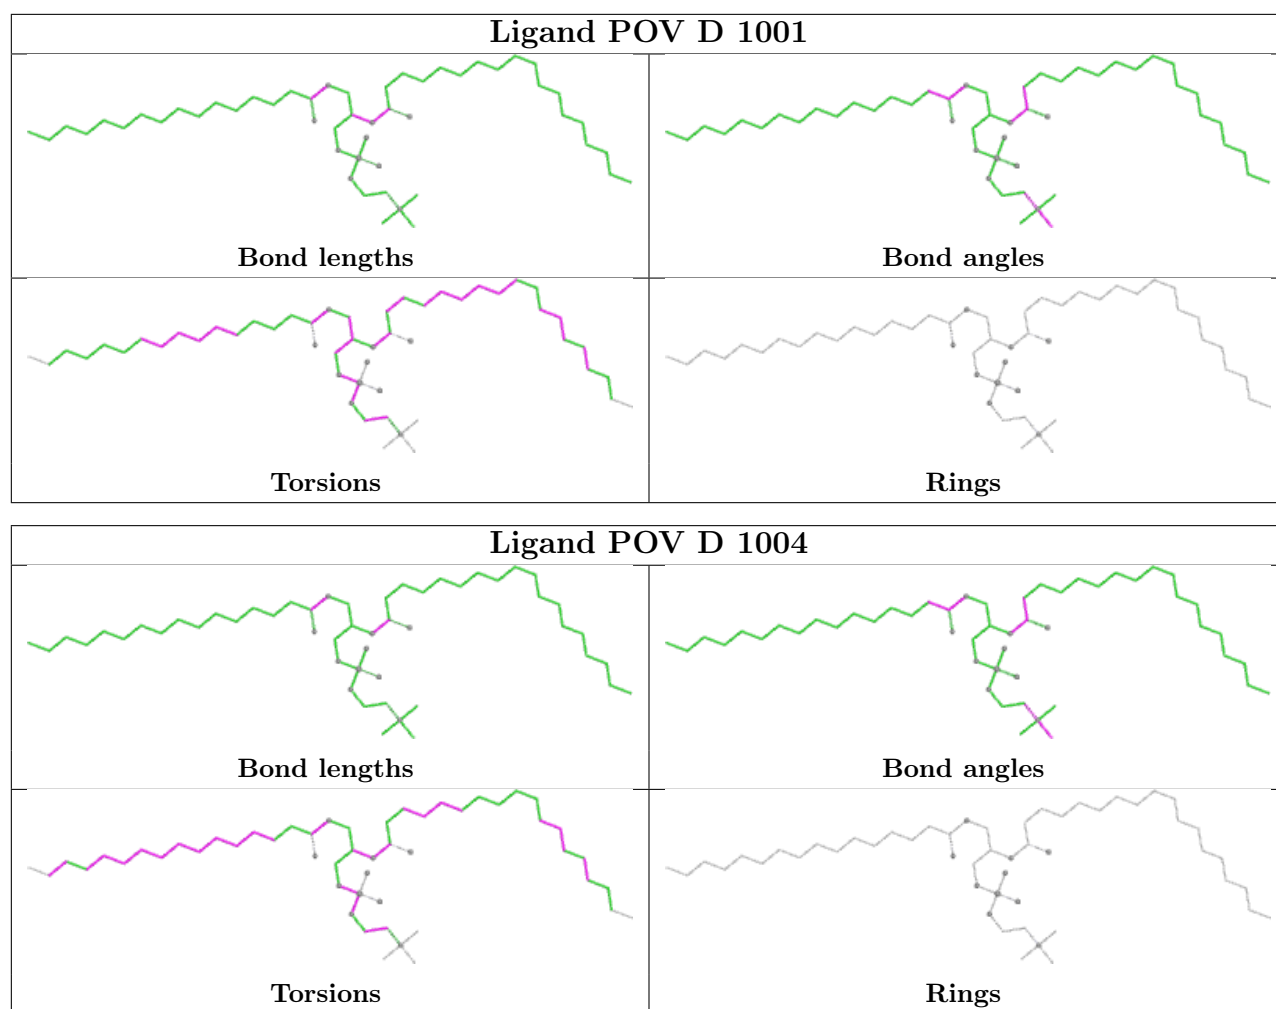 Ligand POV D 1001
Bond lengths
Bond angles
Torsions
Rings
Ligand POV D 1004
Bond lengths
Bond angles
Torsions
Rings